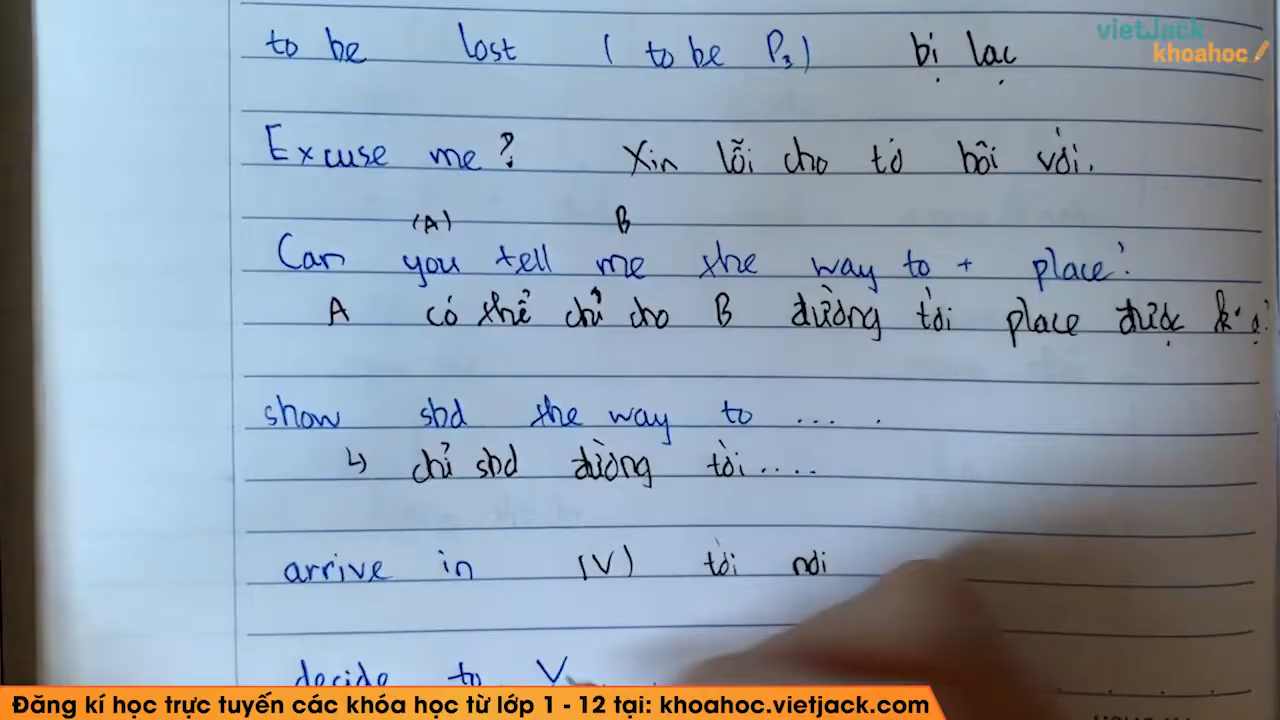 vietJack
khoahoc
to be lost ( to be P3) bị lạc
Excuse me? Xin lỗi cho tớ hỏi với.
(A) B
Can you tell me the way to + place?
A có thể chỉ cho B đường tới place được k ạ?
show sbd the way to .... .
↳ chỉ sbd đường tới....
arrive in (V) tới nơi
decide to V
Đăng kí học trực tuyến các khóa học từ lớp 1 - 12 tại: khoahoc.vietjack.com